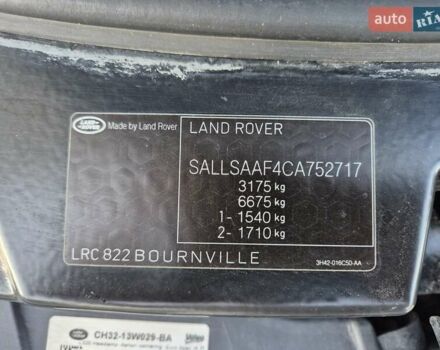 auto
RIA
LAND ROVER
Made by Land Rover
LAND ROVER
SALLSAAF4CA752717
3175 kg
6675 kg
1- 1540 kg
2- 1710 kg
LRC 822 BOURNVILLE
3H42-016C50-AA
CH32-13W029-BA
Valeo